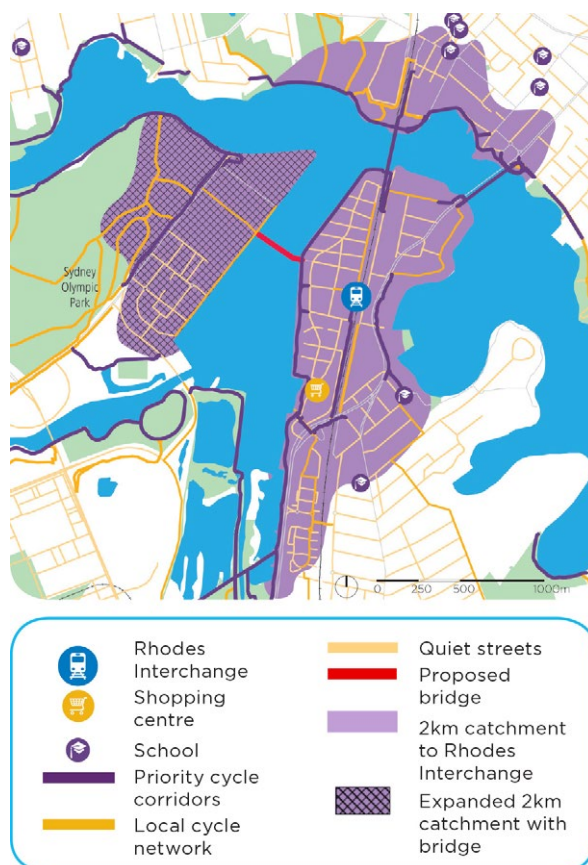 Sydney
Olympic
Park
0 250 500 1000m
Rhodes
Interchange
Shopping
centre
School
Priority cycle
corridors
Local cycle
network
Quiet streets
Proposed
bridge
2km catchment
to Rhodes
Interchange
Expanded 2km
catchment with
bridge